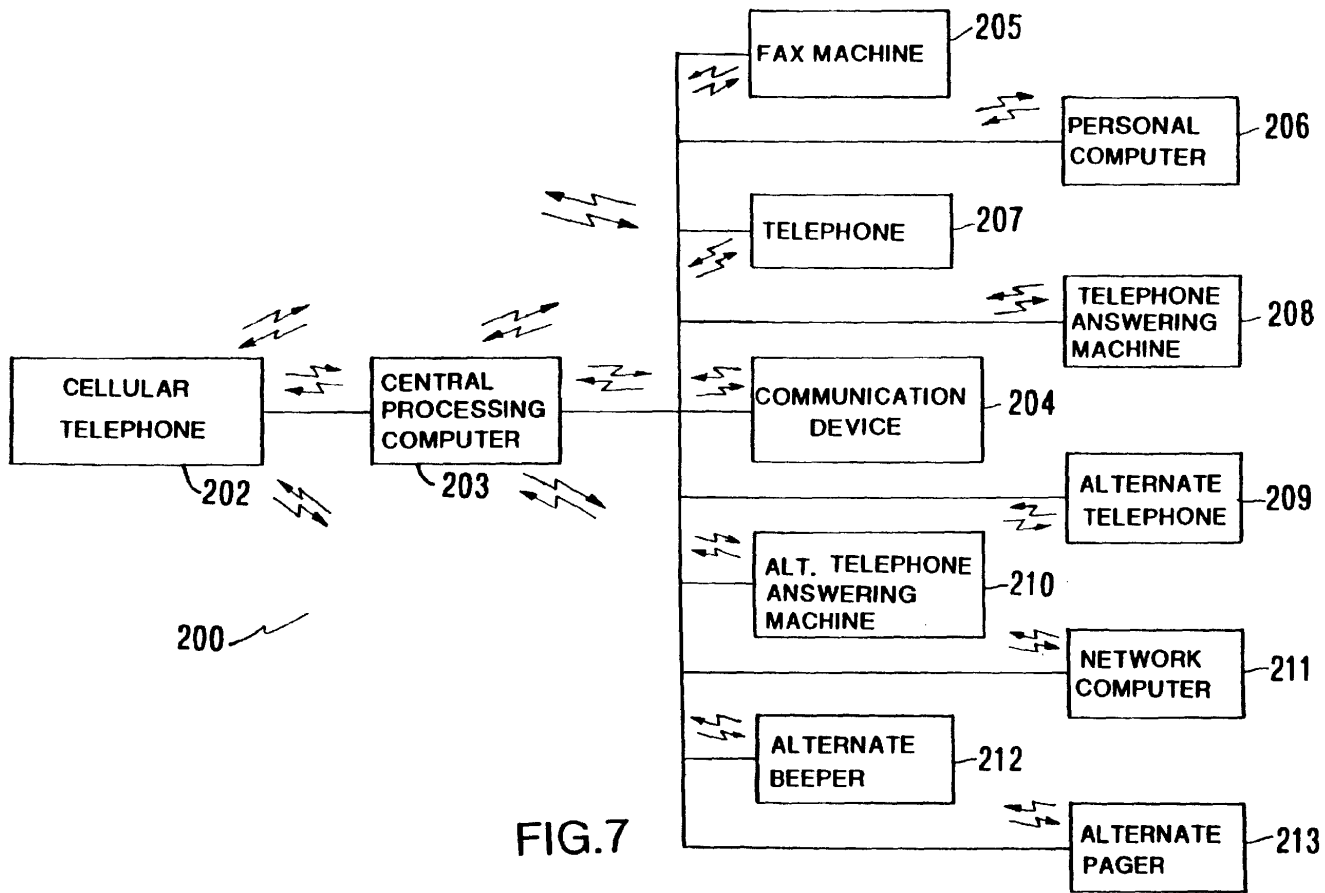 FAX MACHINE
205
PERSONAL
COMPUTER
206
TELEPHONE
207
TELEPHONE
ANSWERING
MACHINE
208
CELLULAR
TELEPHONE
202
CENTRAL
PROCESSING
COMPUTER
203
COMMUNICATION
DEVICE
204
ALTERNATE
TELEPHONE
209
ALT. TELEPHONE
ANSWERING
MACHINE
210
200
NETWORK
COMPUTER
211
ALTERNATE
BEEPER
212
ALTERNATE
PAGER
213
FIG.7